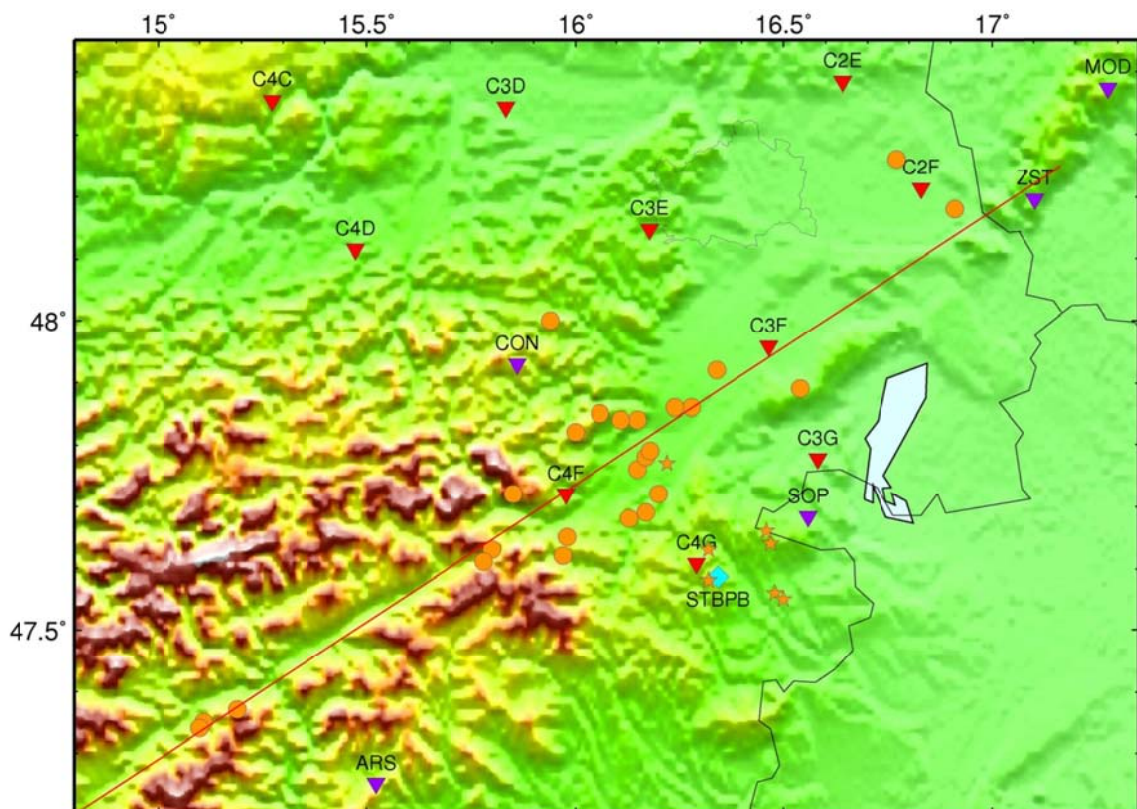 15° 15.5° 16° 16.5° 17°
C2E
MOD
C4C
C3D
C2F
ZST
C3E
C4D
48°
CON
C3F
C3G
C4F
SOP
C4G
STBPB
47.5°
ARS